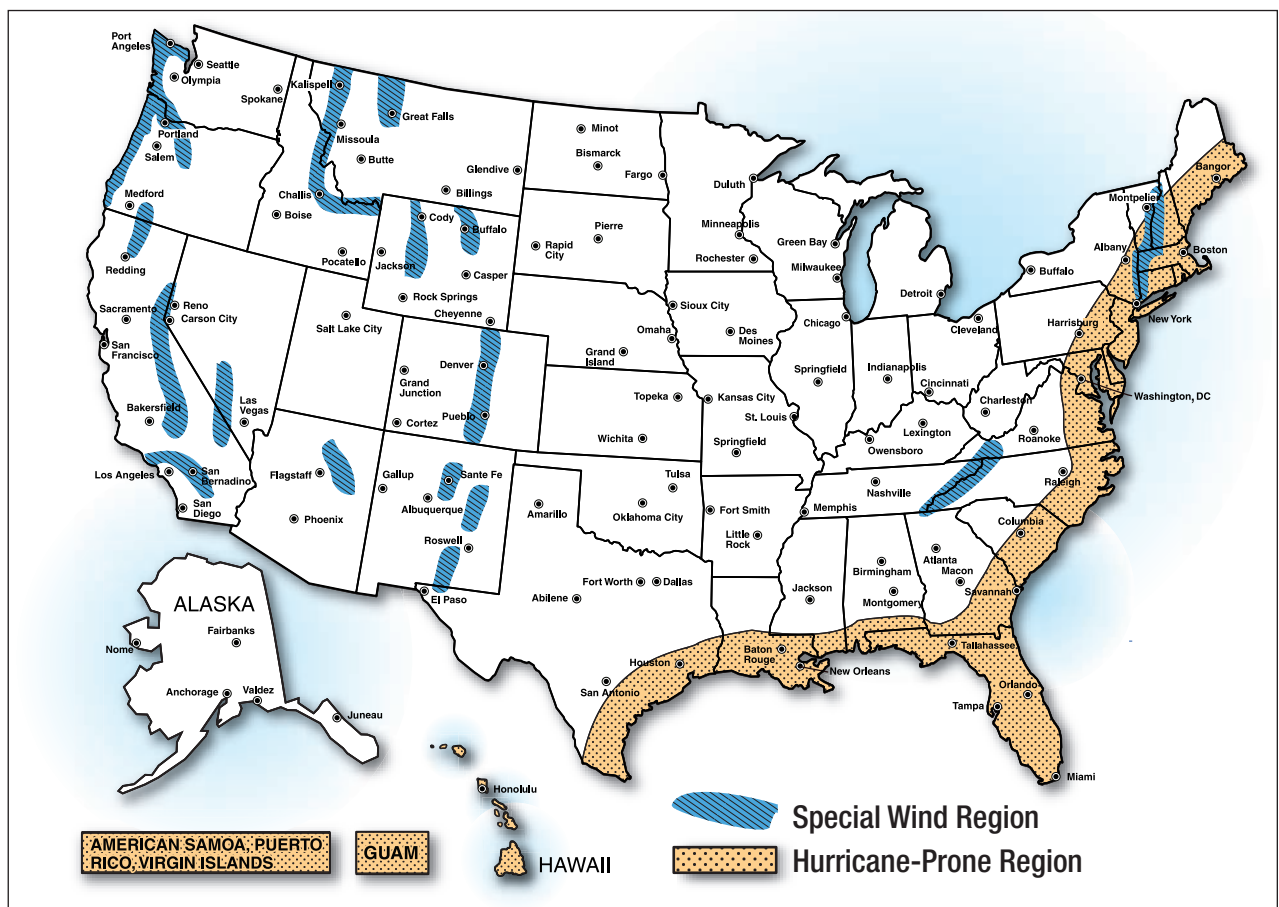 Port
Angeles
Seattle
Olympia
Spokane
Kalispell
Great Falls
Missoula
Butte
Glendive
Billings
Portland
Salem
Medford
Challis
Boise
Pocatello
Minot
Bismarck
Fargo
Duluth
Minneapolis
Rochester
Green Bay
Milwaukee
Cody
Buffalo
Jackson
Casper
Rock Springs
Cheyenne
Rapid
City
Pierre
Sioux City
Des
Moines
Omaha
Grand
Island
Chicago
Detroit
Cleveland
Buffalo
Albany
Montpelier
Bangor
Boston
New York
Harrisburg
Washington, DC
Redding
Sacramento
San
Francisco
Reno
Carson City
Salt Lake City
Bakersfield
Las
Vegas
Los Angeles
San
Bernadino
San
Diego
Denver
Grand
Junction
Pueblo
Cortez
Topeka
Wichita
Kansas City
St. Louis
Springfield
Springfield
Indianapolis
Cincinnati
Charleston
Lexington
Owensboro
Roanoke
Raleigh
Flagstaff
Phoenix
Gallup
Sante Fe
Albuquerque
Roswell
El Paso
Amarillo
Tulsa
Oklahoma City
Fort Smith
Little
Rock
Memphis
Nashville
Fort Worth
Dallas
Abilene
Jackson
Birmingham
Montgomery
Atlanta
Macon
Columbia
Savannah
Houston
San Antonio
Baton
Rouge
New Orleans
Tallahassee
Orlando
Tampa
Miami
ALASKA
Nome
Fairbanks
Anchorage
Valdez
Juneau
Honolulu
HAWAII
AMERICAN SAMOA, PUERTO
RICO, VIRGIN ISLANDS
GUAM
Special Wind Region
Hurricane-Prone Region